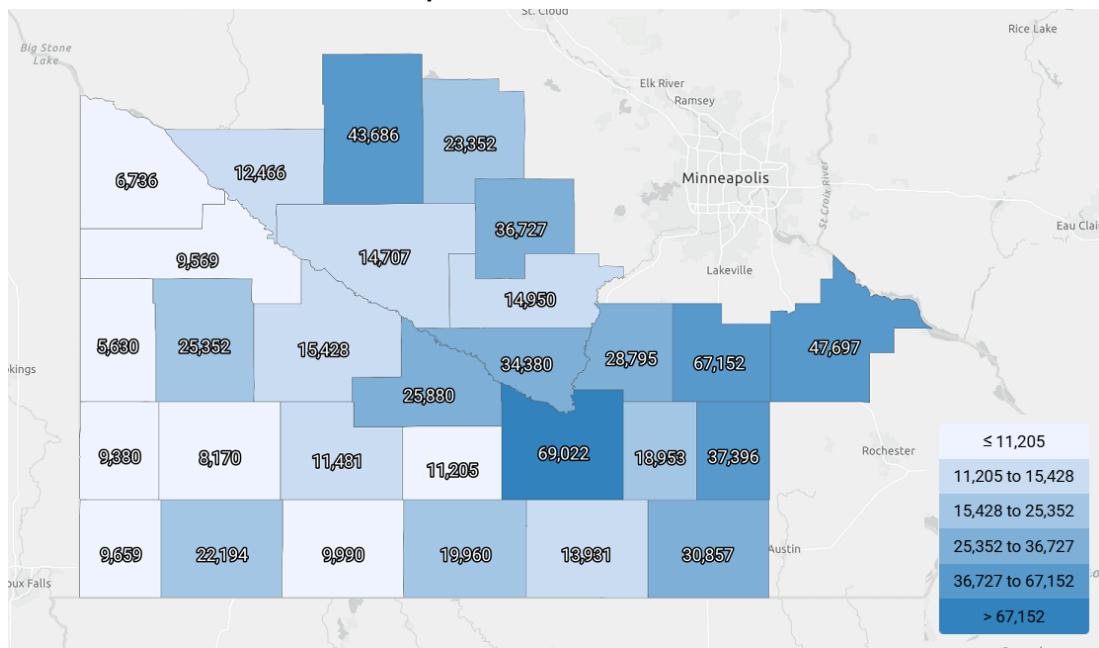 St. Cloud
Rice Lake
Big Stone
Lake
Elk River
Ramsey
43,686
23,352
12,466
6,736
Minneapolis
St. Croix River
36,727
Eau Clai
14,707
9,569
Lakeville
14,950
5,630
25,352
15,428
34,380
28,795
67,152
47,697
okings
25,880
9,380
8,170
11,481
11,205
69,022
18,953
37,396
Rochester
≤ 11,205
11,205 to 15,428
15,428 to 25,352
25,352 to 36,727
36,727 to 67,152
> 67,152
9,659
22,194
9,990
19,960
13,931
30,857
Austin
oux Falls